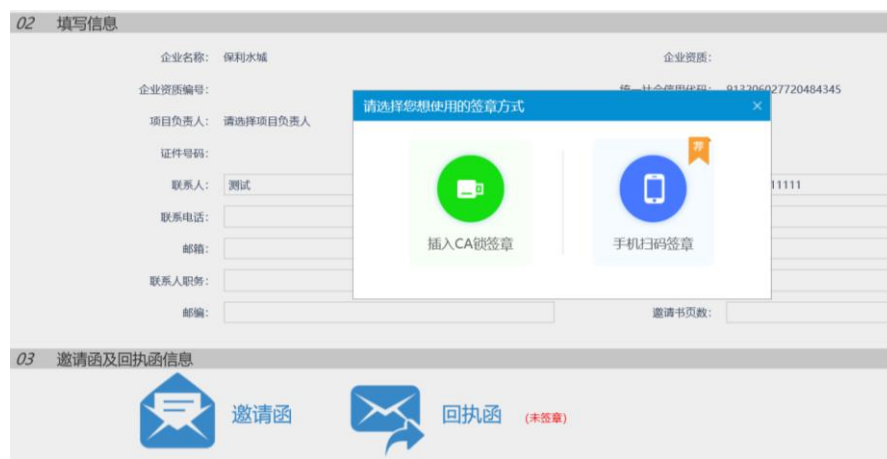 02 填写信息
企业名称: 保利水城 企业资质:
企业资质编号: 913206027720484345
请选择您想使用的签章方式 ×
项目负责人: 请选择项目负责人
荐
证件号码:
联系人: 测试 11111
联系电话:
插入CA锁签章 手机扫码签章
邮箱:
联系人职务:
邮编: 邀请书页数:
03 邀请函及回执函信息
邀请函 回执函 (未签章)